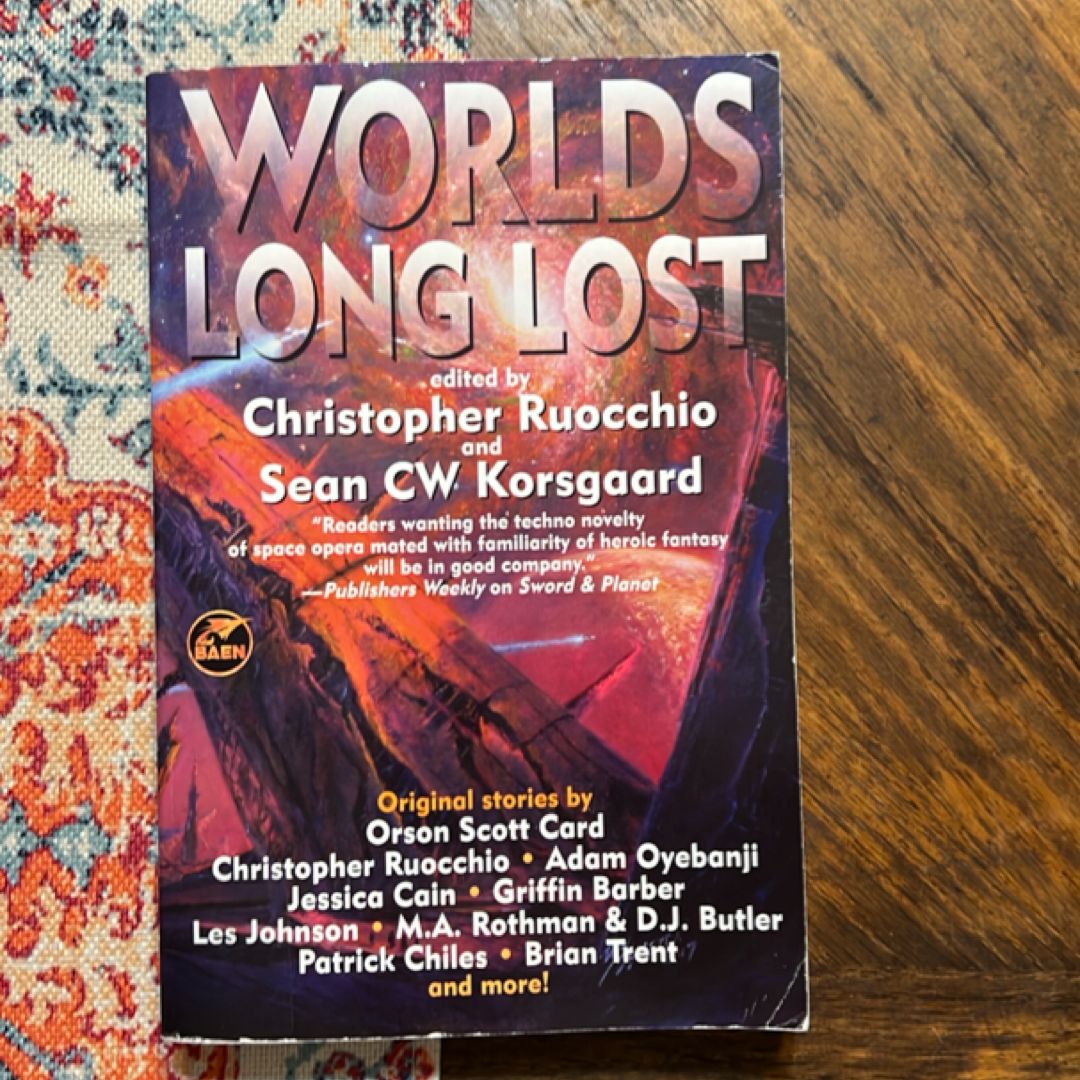 WORLDS
LONG LOST
edited by
Christopher Ruocchio
and
Sean CW Korsgaard
"Readers wanting the techno novelty
of space opera mated with familiarity of heroic fantasy
will be in good company."
—Publishers Weekly on Sword & Planet
BAEN
Original stories by
Orson Scott Card
Christopher Ruocchio • Adam Oyebanji
Jessica Cain • Griffin Barber
Les Johnson • M.A. Rothman & D.J. Butler
Patrick Chiles • Brian Trent
and more!